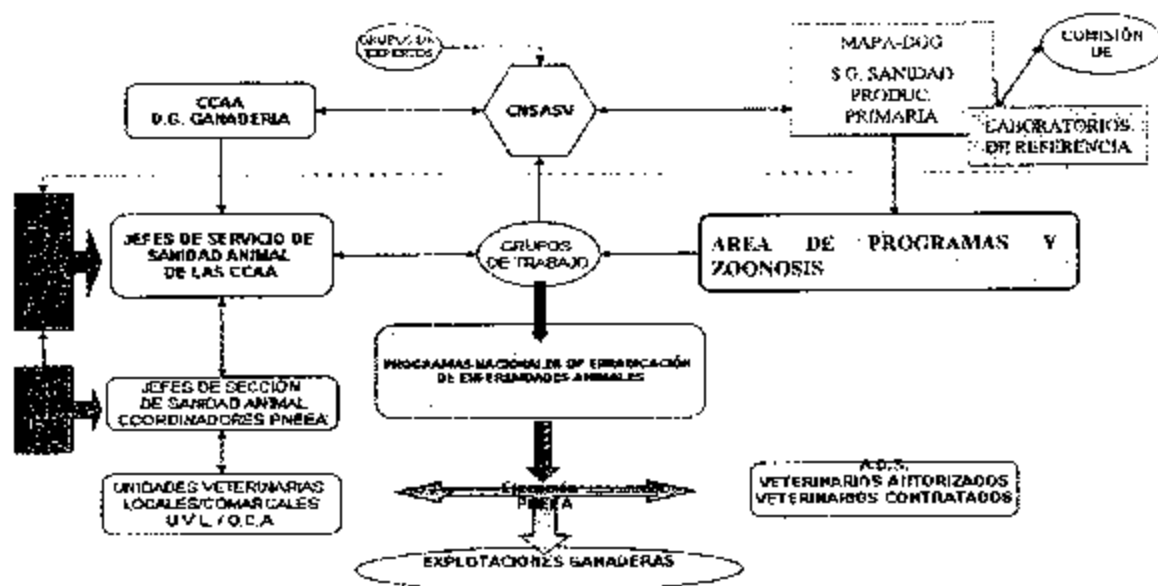 GRUPOS DE
EXPERTOS
MAPA-DGG
S.G. SANIDAD
PRODUC.
PRIMARIA
COMISIÓN
DE
LABORATORIOS
DE REFERENCIA
CCAA
D.G. GANADERIA
CNSASV
JEFES DE SERVICIO DE
SANIDAD ANIMAL
DE LAS CCAA
GRUPOS
DE TRABAJO
AREA DE PROGRAMAS Y
ZOONOSIS
PROGRAMAS NACIONALES DE ERRADICACIÓN
DE ENFERMEDADES ANIMALES
JEFES DE SECCIÓN
DE SANIDAD ANIMAL
COORDINADORES PNEEA
UNIDADES VETERINARIAS
LOCALES/COMARCALES
U.V.L. / O.C.A
PNEEA
A.D.S.
VETERINARIOS AUTORIZADOS
VETERINARIOS CONTRATADOS
EXPLOTACIONES GANADERAS